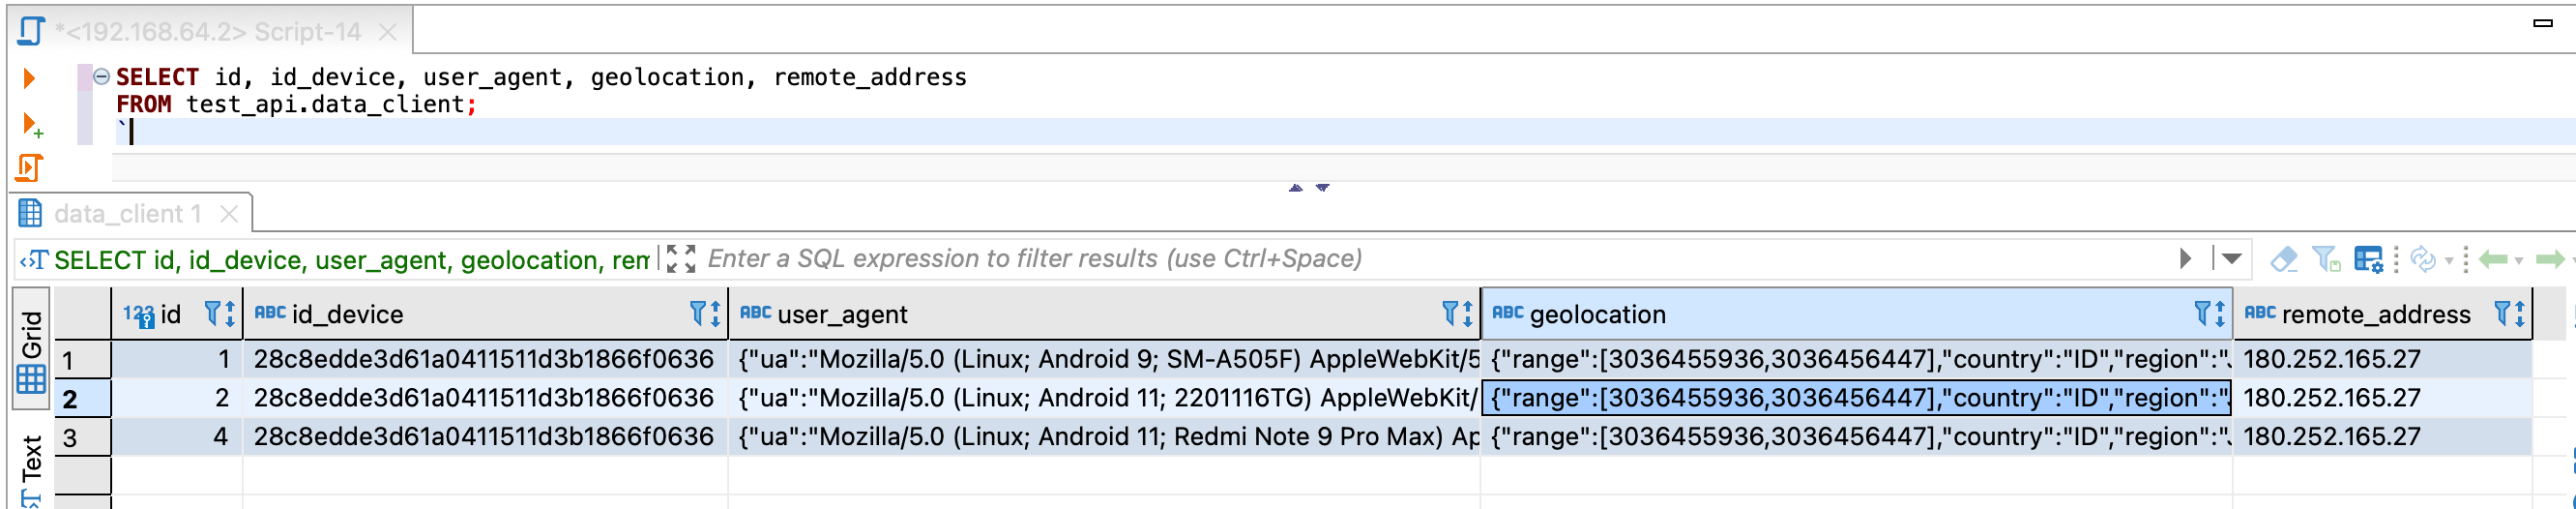 *<192.168.64.2> Script-14
SELECT id, id_device, user_agent, geolocation, remote_address
FROM test_api.data_client;
`
data_client 1
SELECT id, id_device, user_agent, geolocation, rem
Enter a SQL expression to filter results (use Ctrl+Space)
Grid
Text
123 id ABC id_device ABC user_agent ABC geolocation ABC remote_address
1 1 28c8edde3d61a0411511d3b1866f0636 {"ua":"Mozilla/5.0 (Linux; Android 9; SM-A505F) AppleWebKit/5 {"range":[3036455936,3036456447],"country":"ID","region":" 180.252.165.27
2 2 28c8edde3d61a0411511d3b1866f0636 {"ua":"Mozilla/5.0 (Linux; Android 11; 2201116TG) AppleWebKit/ {"range":[3036455936,3036456447],"country":"ID","region":" 180.252.165.27
3 4 28c8edde3d61a0411511d3b1866f0636 {"ua":"Mozilla/5.0 (Linux; Android 11; Redmi Note 9 Pro Max) Ap {"range":[3036455936,3036456447],"country":"ID","region":" 180.252.165.27